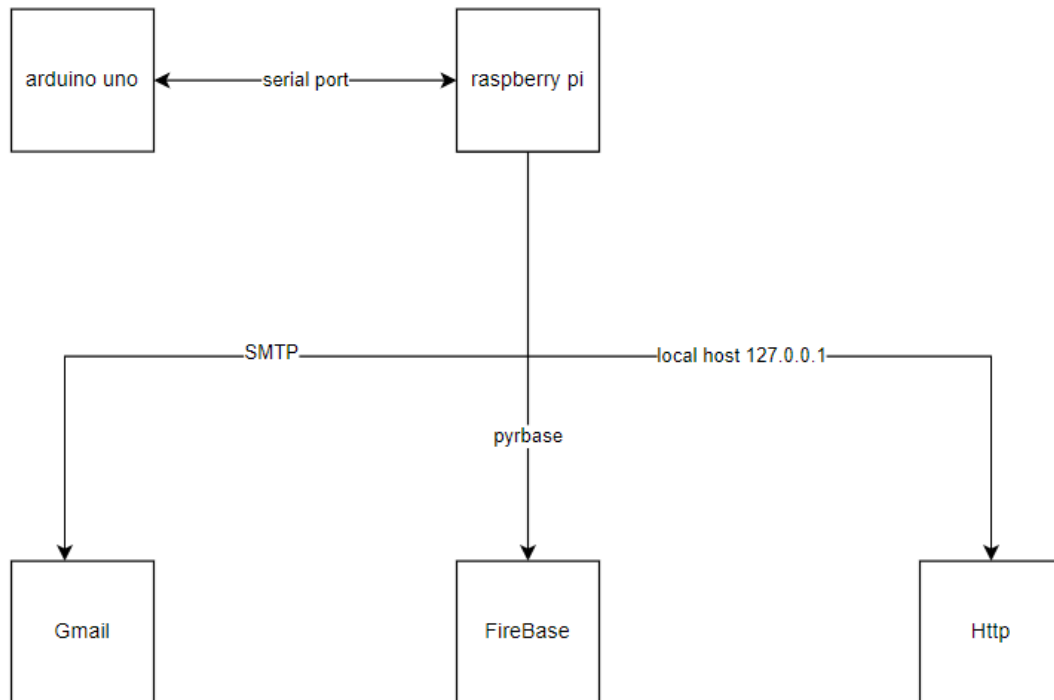 arduino uno
serial port
raspberry pi
SMTP
local host 127.0.0.1
pyrbase
Gmail
FireBase
Http